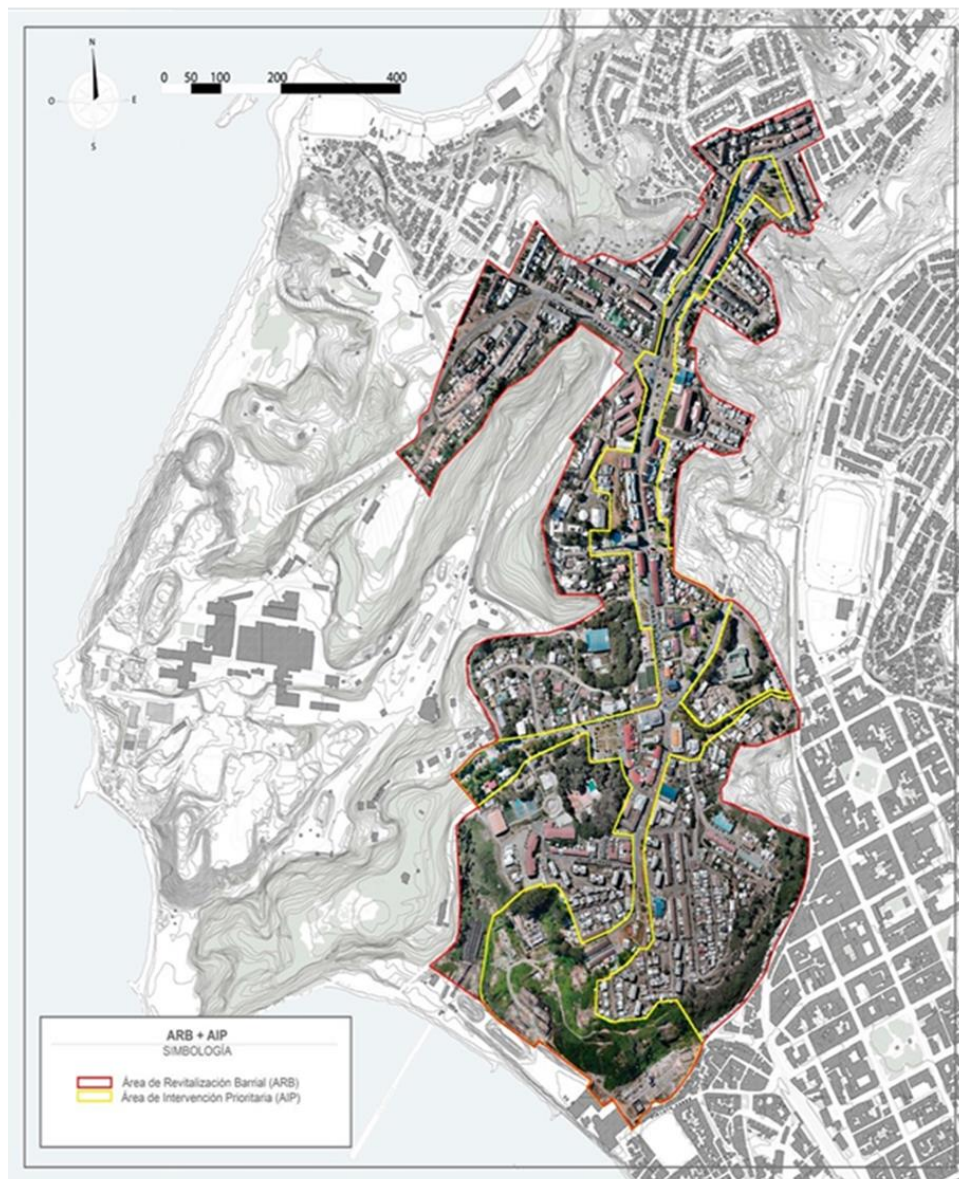 N
O
E
S
0 50 100 200 400
ARB + AIP
SIMBOLOGÍA
Área de Revitalización Barrial (ARB)
Área de Intervención Prioritaria (AIP)